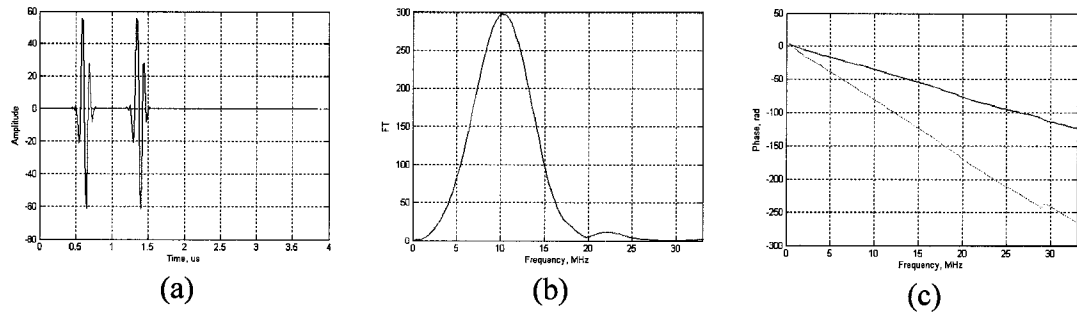 60
40
20
0
-20
-40
-60
-80
Amplitude
0 0.5 1 1.5 2 2.5 3 3.5 4
Time, us
(a)
300
250
200
150
100
50
0
FT
0 5 10 15 20 25 30
Frequency, MHz
(b)
50
0
-50
-100
-150
-200
-250
-300
Phase, rad
0 5 10 15 20 25 30
Frequency, MHz
(c)